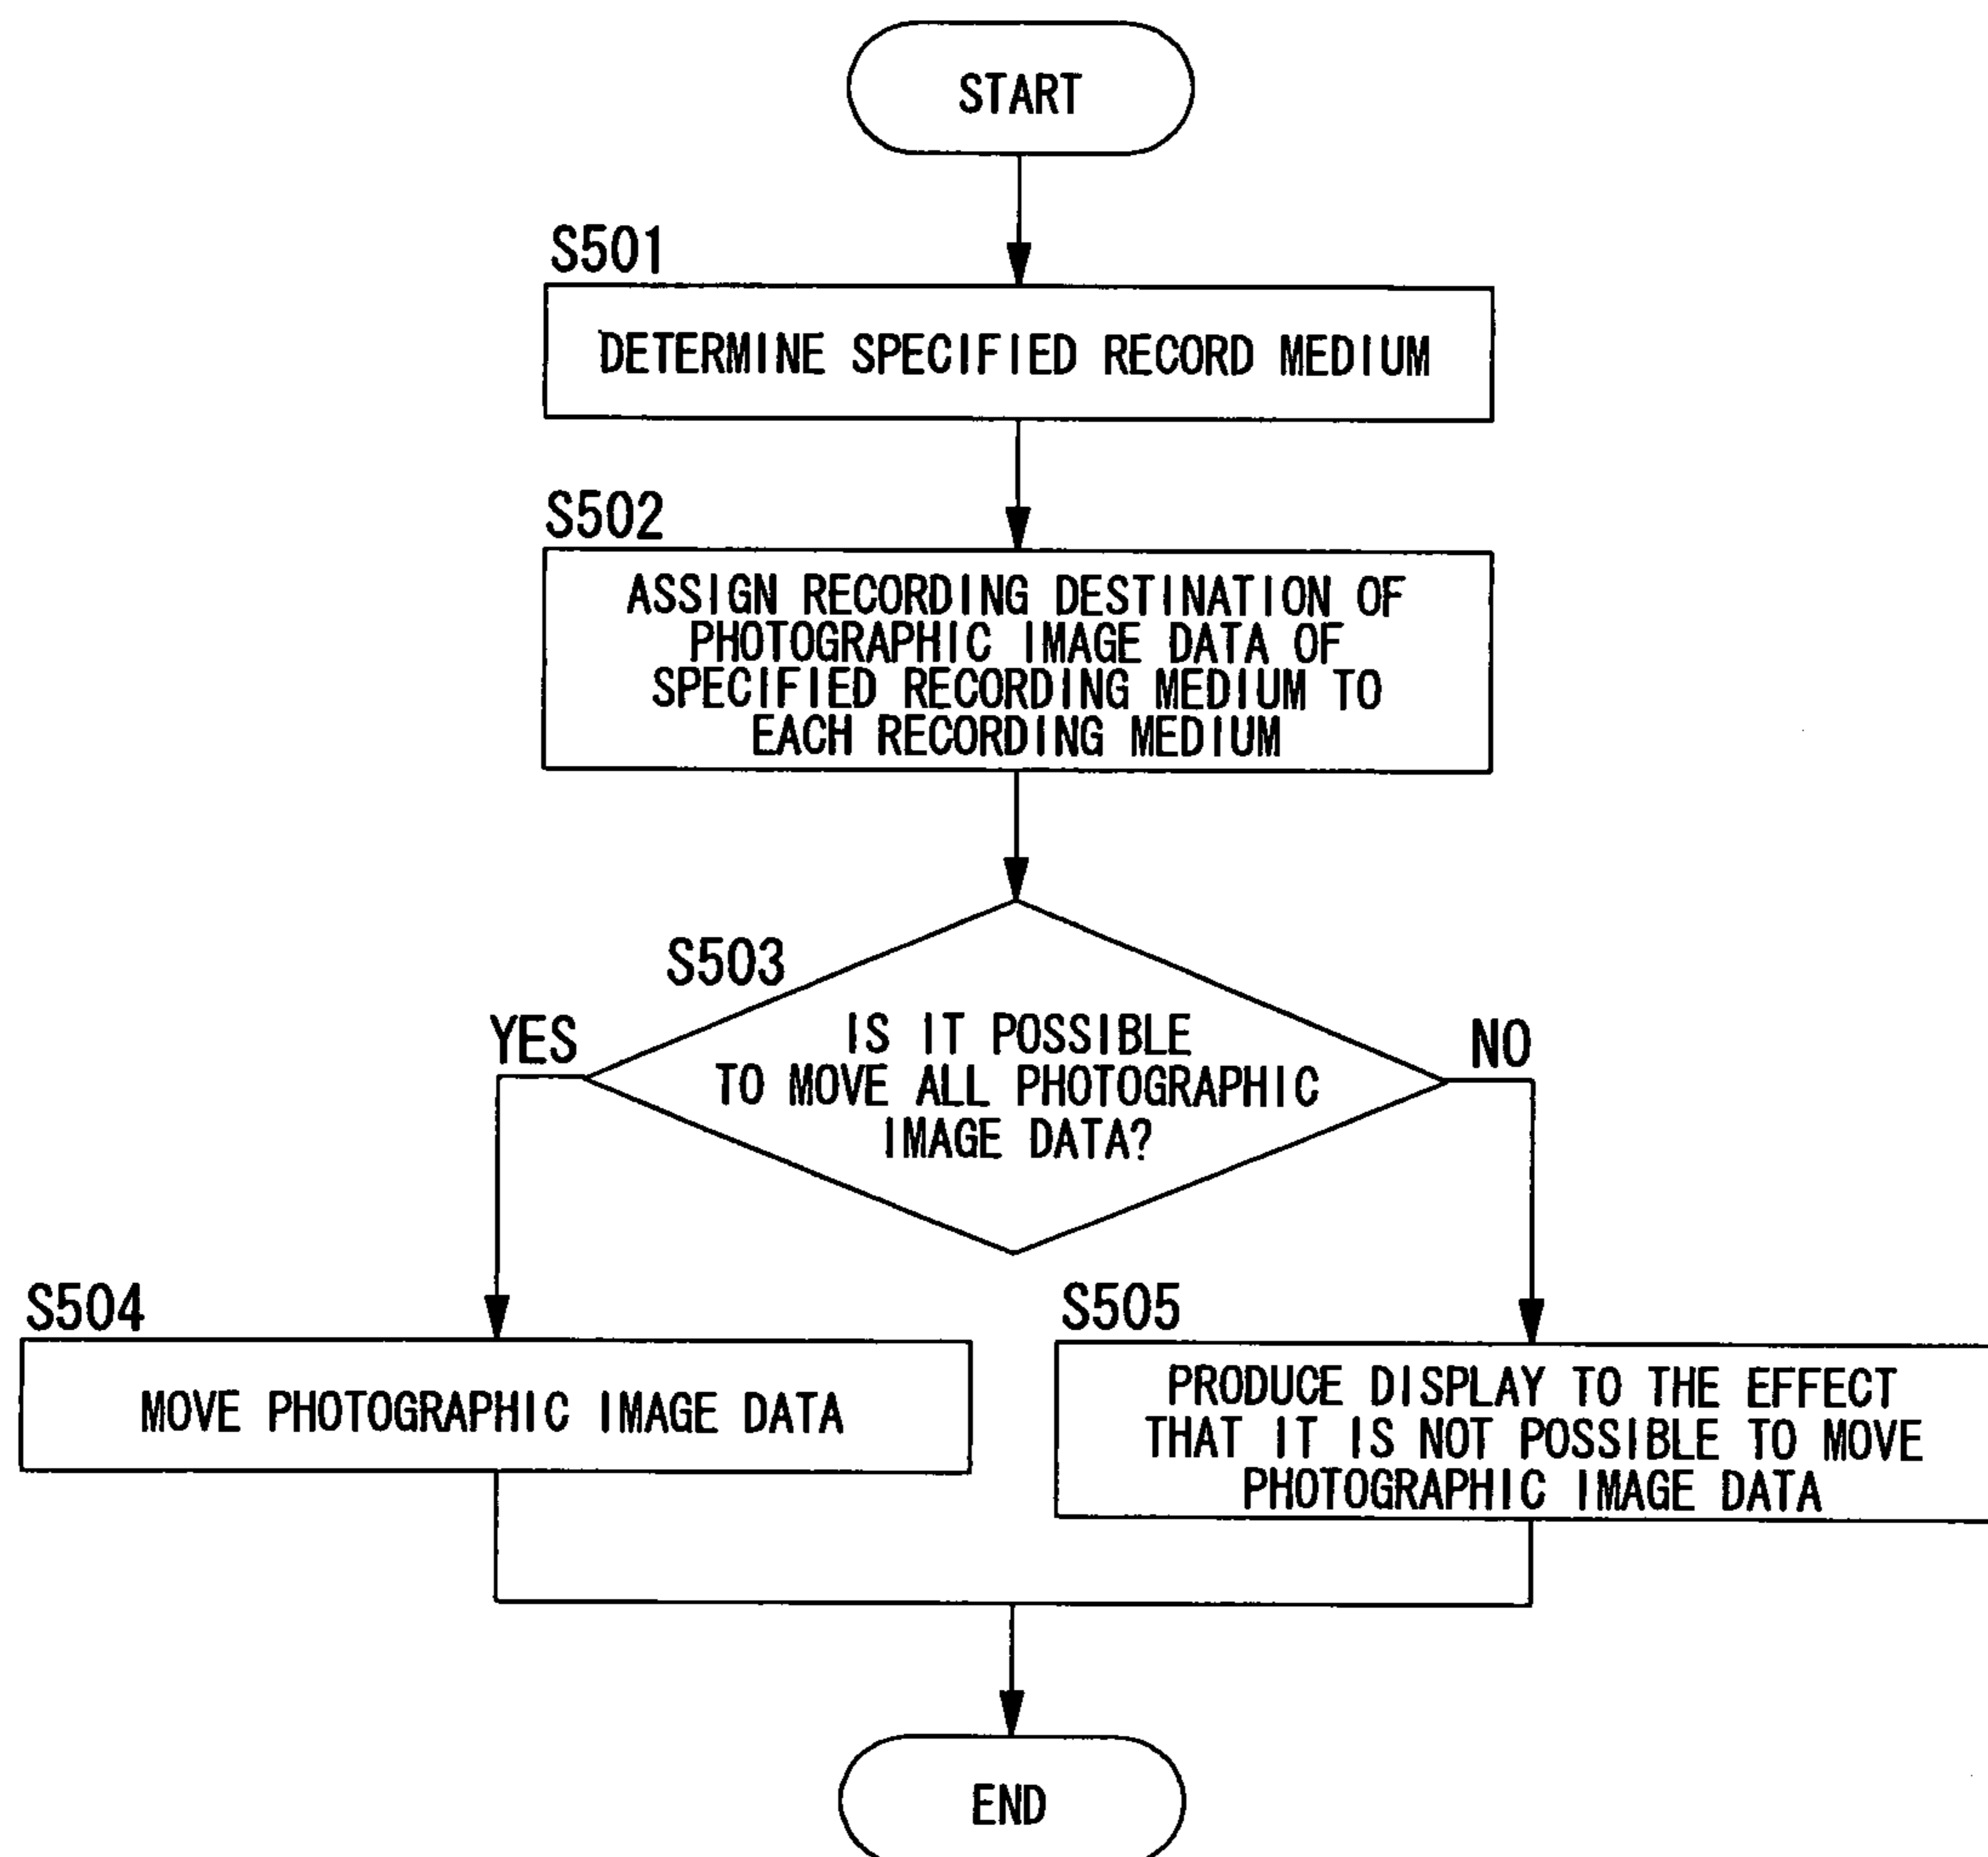 START
S501
DETERMINE SPECIFIED RECORD MEDIUM
S502
ASSIGN RECORDING DESTINATION OF
PHOTOGRAPHIC IMAGE DATA OF
SPECIFIED RECORDING MEDIUM TO
EACH RECORDING MEDIUM
S503
YES
NO
IS IT POSSIBLE
TO MOVE ALL PHOTOGRAPHIC
IMAGE DATA?
S504
MOVE PHOTOGRAPHIC IMAGE DATA
S505
PRODUCE DISPLAY TO THE EFFECT
THAT IT IS NOT POSSIBLE TO MOVE
PHOTOGRAPHIC IMAGE DATA
END